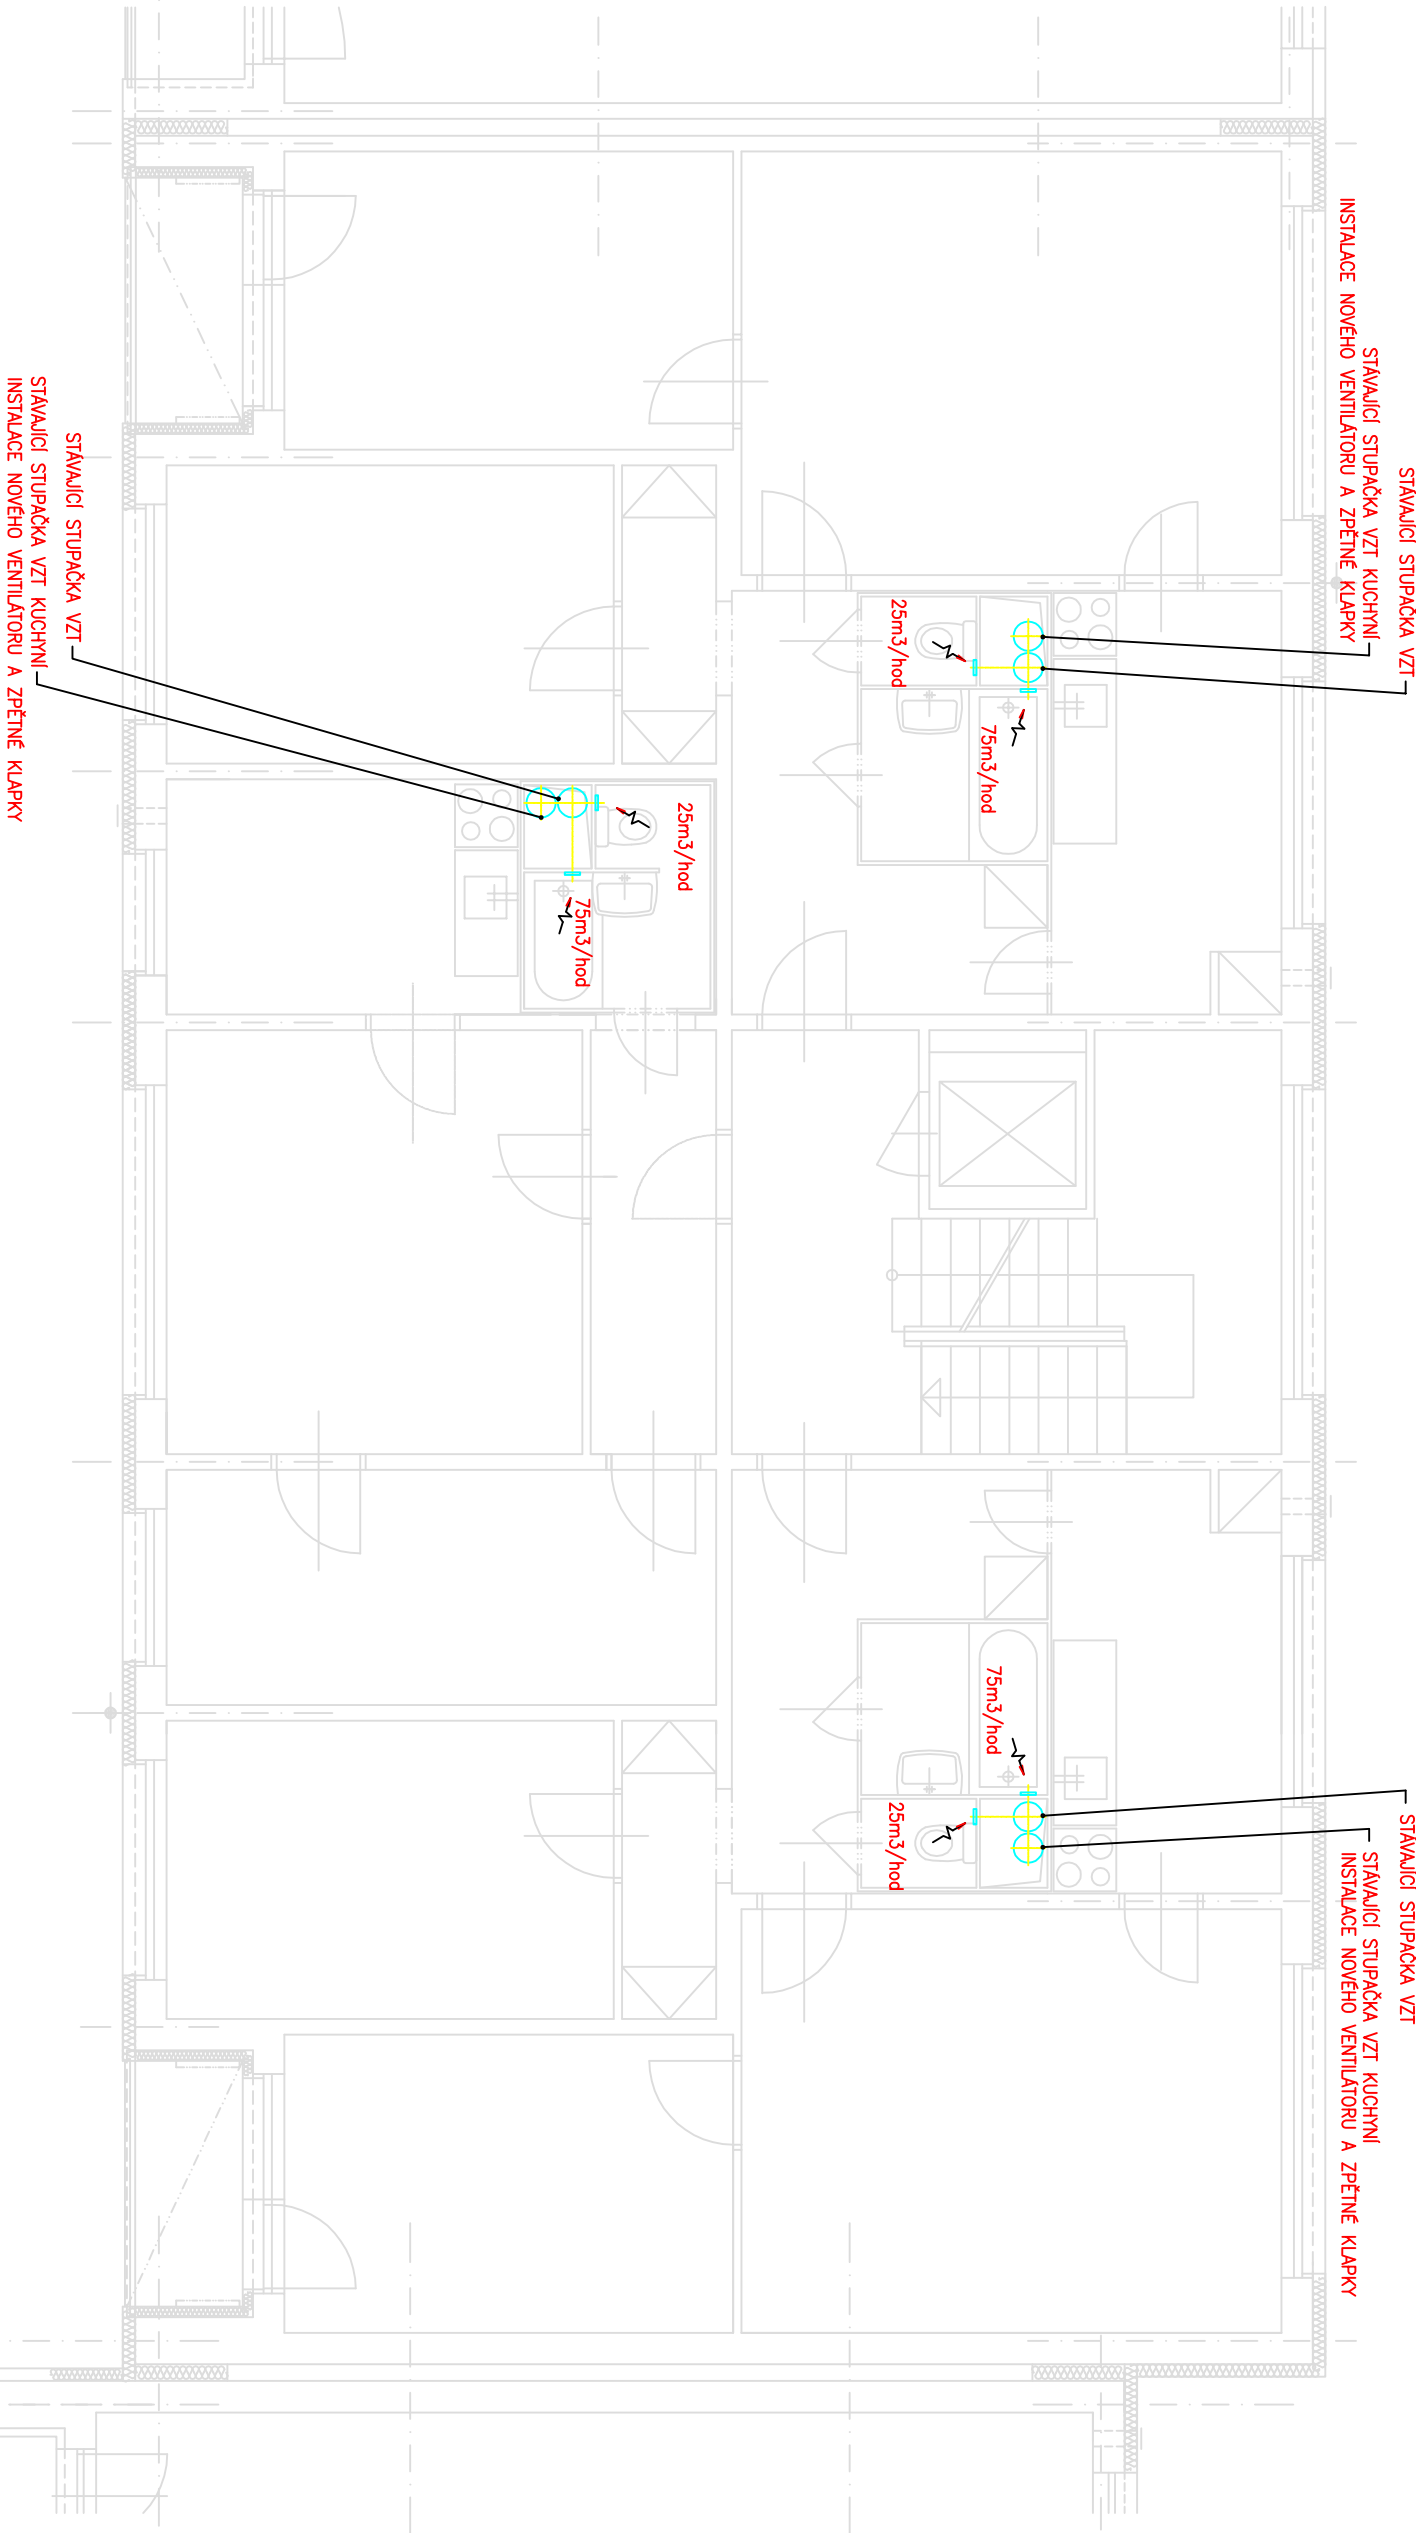 STÁVAJÍCÍ STUPAČKA VZT
STÁVAJÍCÍ STUPAČKA VZT KUCHYNÍ
INSTALACE NOVÉHO VENTILÁTORU A ZPĚTNÉ KLAPKY
25m3/hod
75m3/hod
STÁVAJÍCÍ STUPAČKA VZT
STÁVAJÍCÍ STUPAČKA VZT KUCHYNÍ
INSTALACE NOVÉHO VENTILÁTORU A ZPĚTNÉ KLAPKY
75m3/hod
25m3/hod
25m3/hod
75m3/hod
STÁVAJÍCÍ STUPAČKA VZT
STÁVAJÍCÍ STUPAČKA VZT KUCHYNÍ
INSTALACE NOVÉHO VENTILÁTORU A ZPĚTNÉ KLAPKY